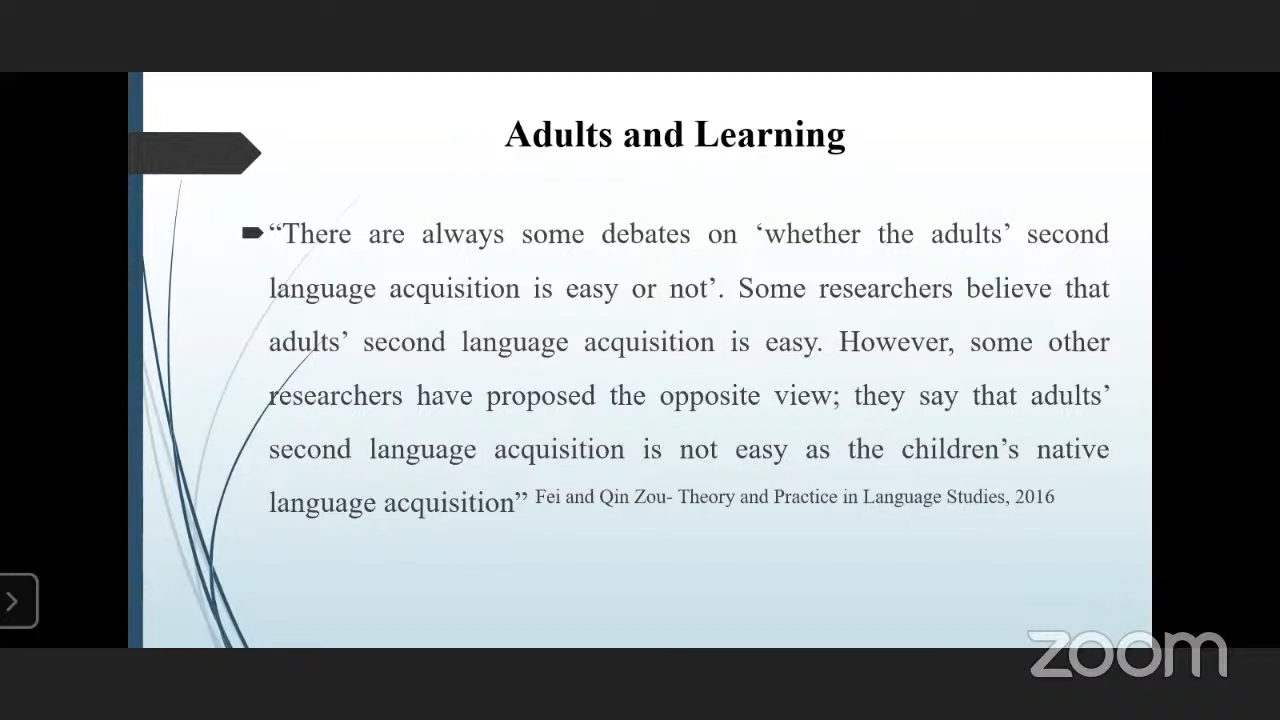 Adults and Learning
“There are always some debates on ‘whether the adults’ second
language acquisition is easy or not’. Some researchers believe that
adults’ second language acquisition is easy. However, some other
researchers have proposed the opposite view; they say that adults’
second language acquisition is not easy as the children’s native
language acquisition” Fei and Qin Zou- Theory and Practice in Language Studies, 2016
zoom